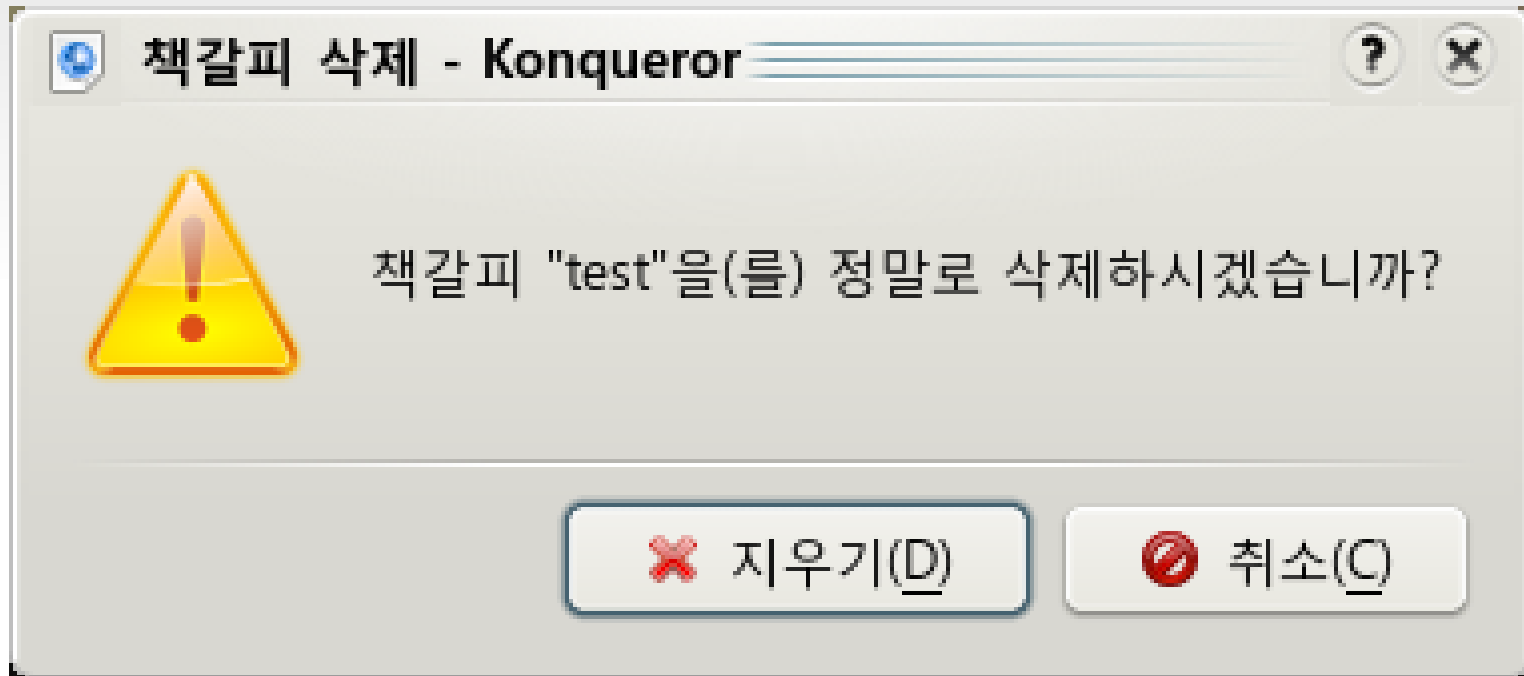 책갈피 삭제 - Konqueror
책갈피 "test"을(를) 정말로 삭제하시겠습니까?
지우기(D) 취소(C)